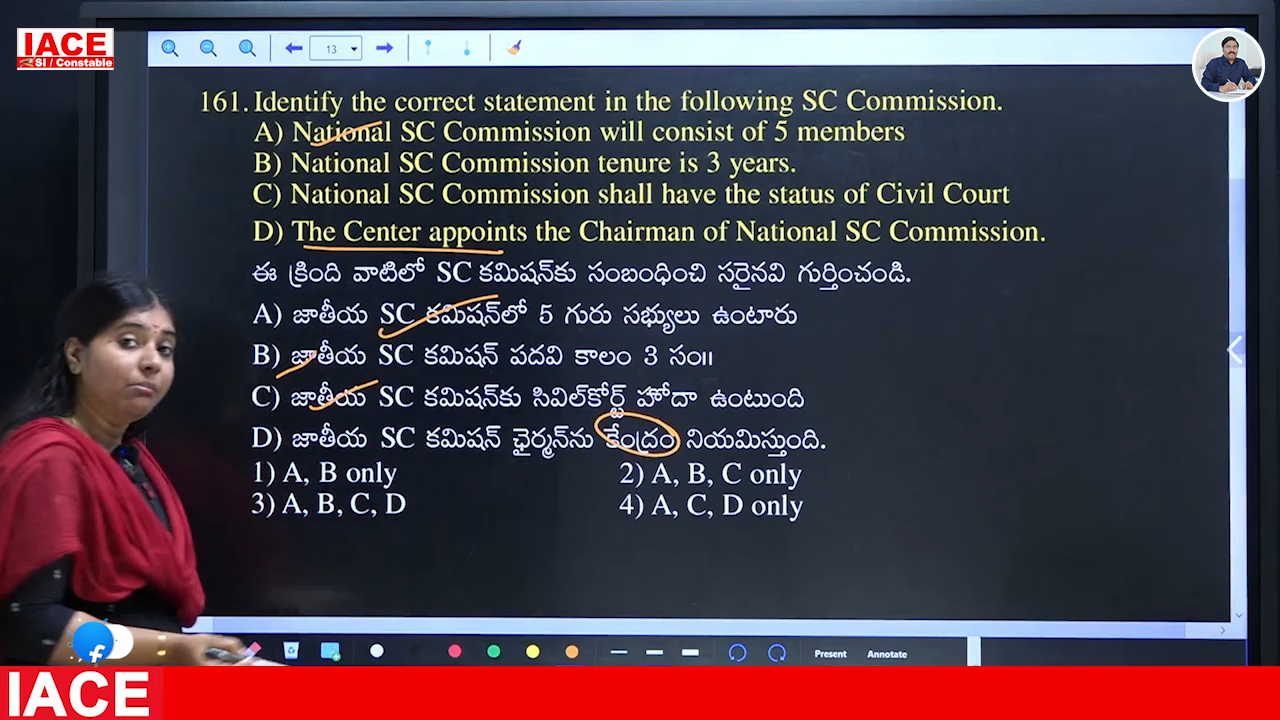 IACE
SI / Constable
13
161. Identify the correct statement in the following SC Commission.
A) National SC Commission will consist of 5 members
B) National SC Commission tenure is 3 years.
C) National SC Commission shall have the status of Civil Court
D) The Center appoints the Chairman of National SC Commission.
ఈ క్రింది వాటిలో SC కమిషన్‌కు సంబంధించి సరైనవి గుర్తించండి.
A) జాతీయ SC కమిషన్‌లో 5 గురు సభ్యులు ఉంటారు
B) జాతీయ SC కమిషన్ పదవి కాలం 3 సం॥
C) జాతీయ SC కమిషన్‌కు సివిల్‌కోర్ట్ హోదా ఉంటుంది
D) జాతీయ SC కమిషన్ ఛైర్మన్‌ను కేంద్రం నియమిస్తుంది.
1) A, B only 2) A, B, C only
3) A, B, C, D 4) A, C, D only
Present Annotate
IACE